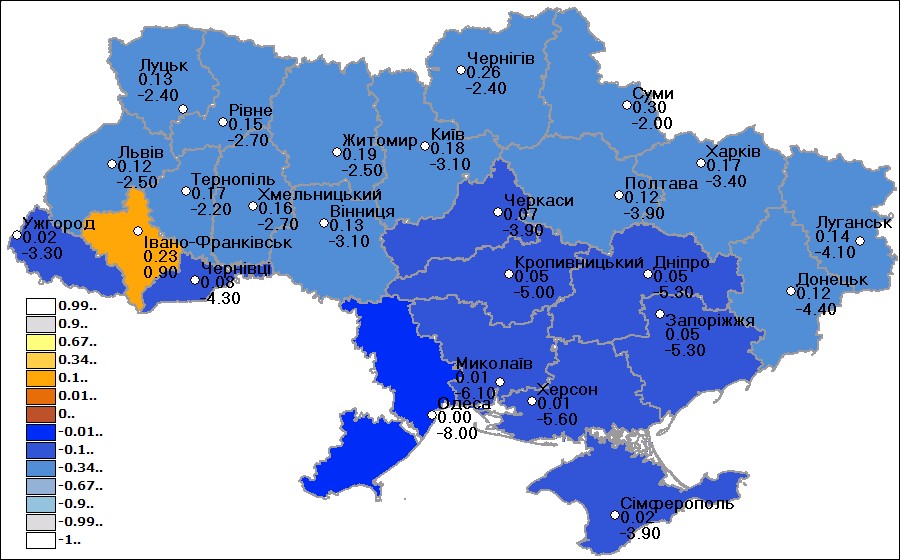 Чернігів
0.26
-2.40
Луцьк
0.13
-2.40
Суми
0.30
-2.00
Рівне
0.15
-2.70
Житомир
0.19
-2.50
Київ
0.18
-3.10
Харків
0.17
-3.40
Львів
0.12
-2.50
Тернопіль
0.17
-2.20
Хмельницький
0.16
-2.70
Вінниця
0.13
-3.10
Черкаси
0.07
-3.90
Полтава
0.12
-3.90
Луганськ
0.14
-4.10
Ужгород
0.02
-3.30
Івано-Франківськ
0.23
0.90
Чернівці
0.08
-4.30
Кропивницький
0.05
-5.00
Дніпро
0.05
-5.30
Донецьк
0.12
-4.40
Запоріжжя
0.05
-5.30
Миколаїв
0.01
-6.10
Херсон
0.01
-5.60
Одеса
0.00
-8.00
Сімферополь
0.02
-3.90
0.99..
0.9..
0.67..
0.34..
0.1..
0.01..
0..
-0.01..
-0.1..
-0.34..
-0.67..
-0.9..
-0.99..
-1..